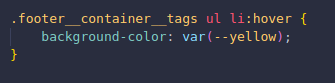 .footer__container__tags ul li:hover {
    background-color: var(--yellow);
}